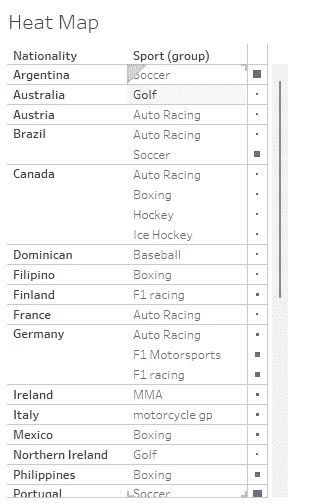 Heat Map
Nationality Sport (group)
Argentina Soccer
Australia Golf
Austria Auto Racing
Brazil Auto Racing
Soccer
Canada Auto Racing
Boxing
Hockey
Ice Hockey
Dominican Baseball
Filipino Boxing
Finland F1 racing
France Auto Racing
Germany Auto Racing
F1 Motorsports
F1 racing
Ireland MMA
Italy motorcycle gp
Mexico Boxing
Northern Ireland Golf
Philippines Boxing
Portugal Soccer